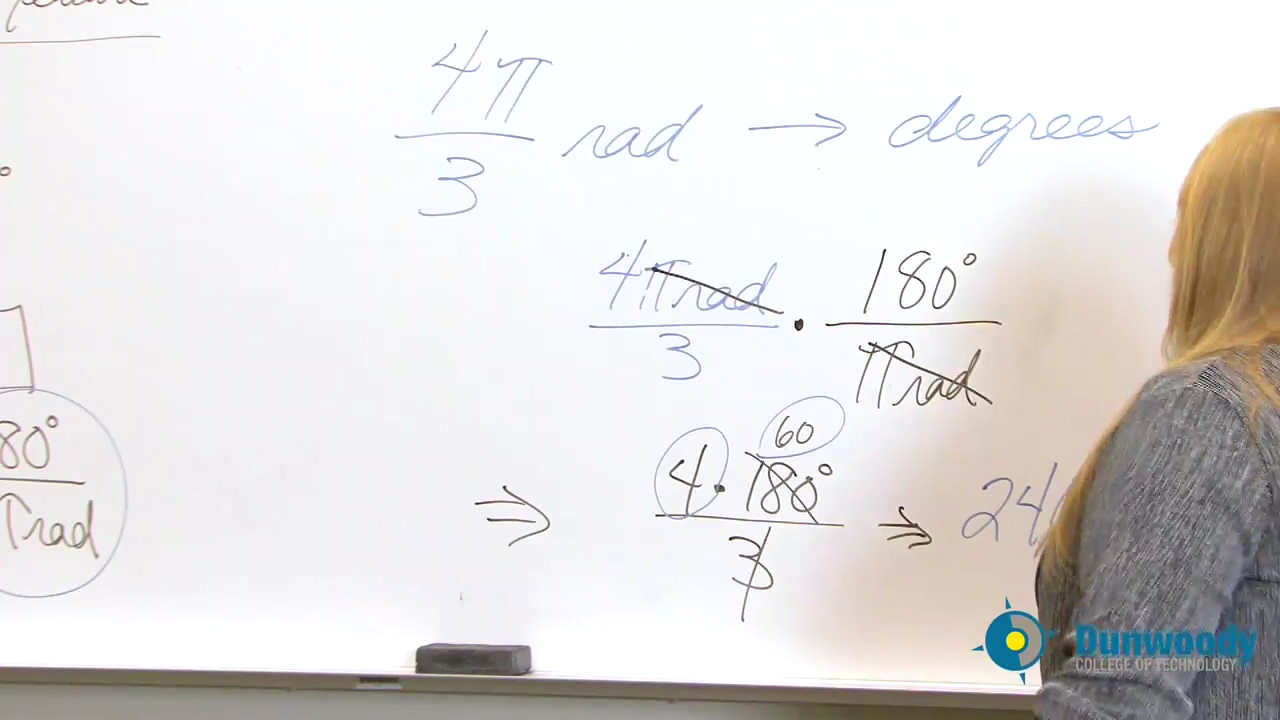 4π/3 rad → degrees
4π rad/3 · 180°/π rad
60
⇒ 4 · 180°/3 ⇒ 24
80°
π rad
Dunwoody
COLLEGE OF TECHNOLOGY